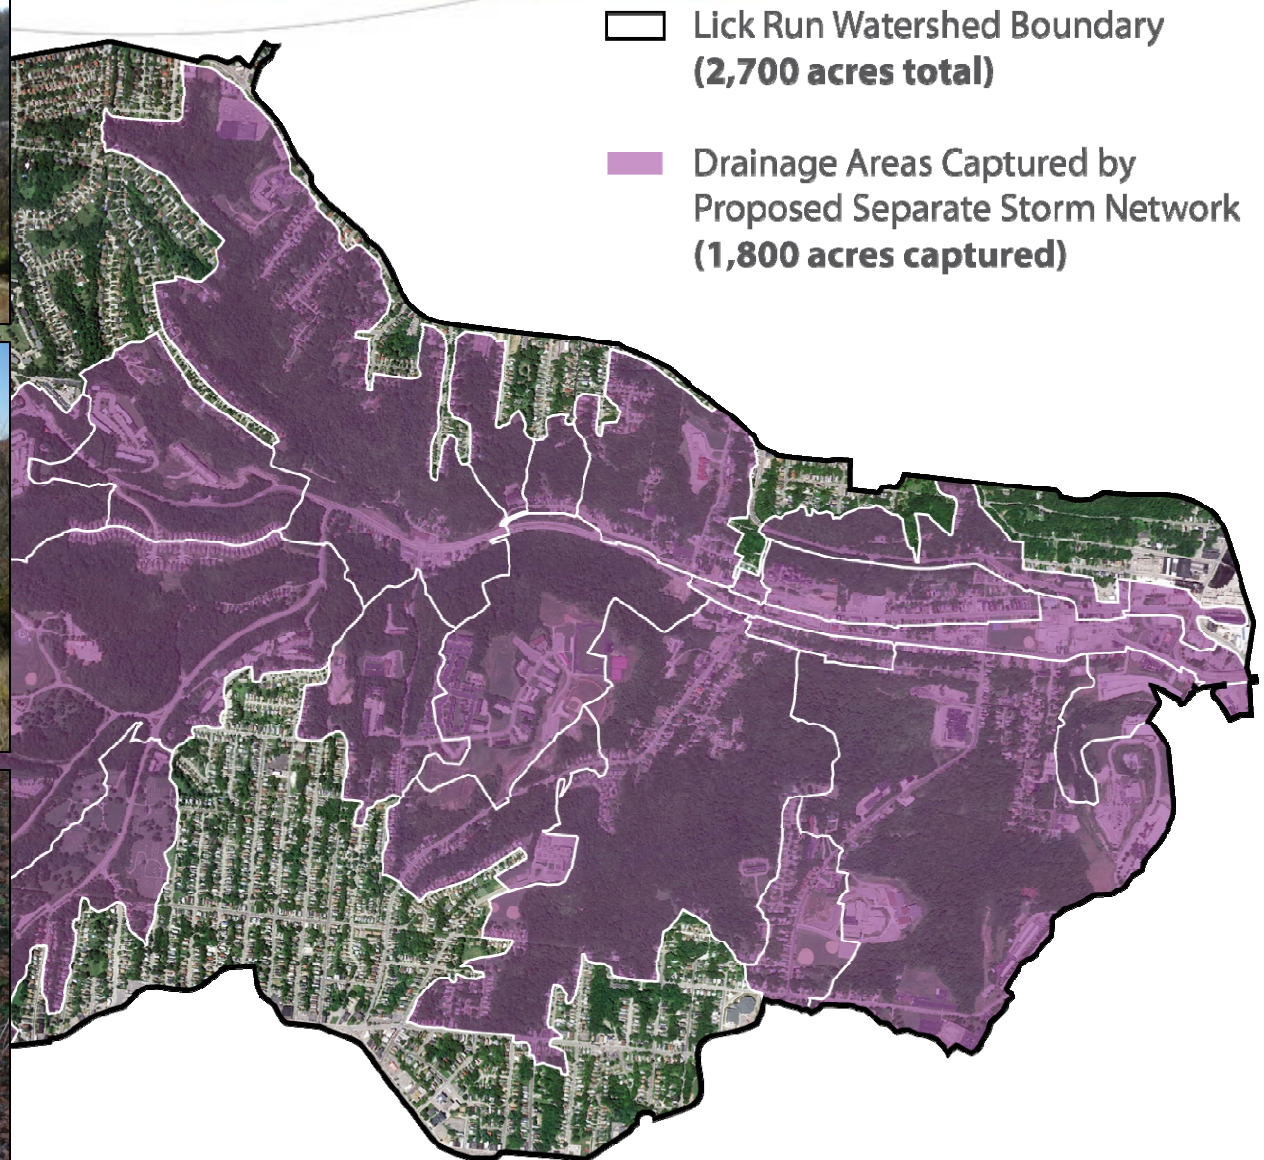 Lick Run Watershed Boundary
(2,700 acres total)
Drainage Areas Captured by
Proposed Separate Storm Network
(1,800 acres captured)